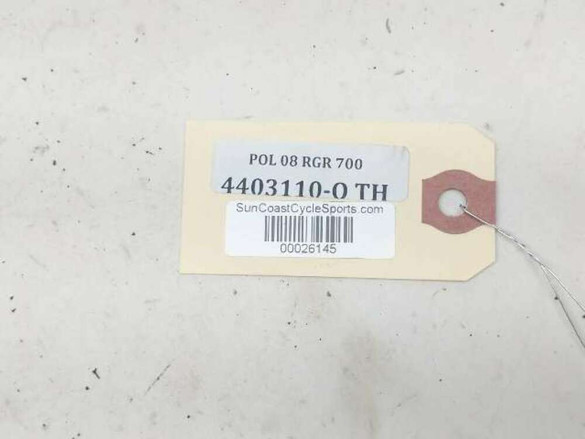 POL 08 RGR 700
4403110-O TH
SunCoastCycleSports.com
00026145